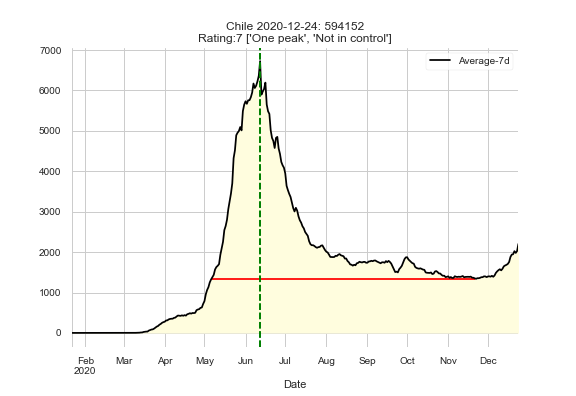 Chile 2020-12-24: 594152
Rating:7 ['One peak', 'Not in control']
7000
6000
5000
4000
3000
2000
1000
0
Average-7d
Feb Mar Apr May Jun Jul Aug Sep Oct Nov Dec
2020
Date